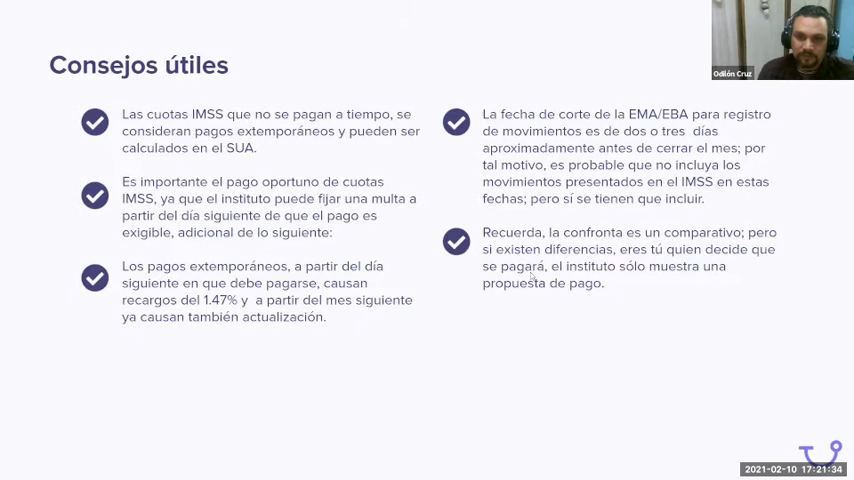 Consejos útiles
Las cuotas IMSS que no se pagan a tiempo, se
consideran pagos extemporáneos y pueden ser
calculados en el SUA.
Es importante el pago oportuno de cuotas
IMSS, ya que el instituto puede fijar una multa a
partir del día siguiente de que el pago es
exigible, adicional de lo siguiente:
Los pagos extemporáneos, a partir del día
siguiente en que debe pagarse, causan
recargos del 1.47% y a partir del mes siguiente
ya causan también actualización.
La fecha de corte de la EMA/EBA para registro
de movimientos es de dos o tres días
aproximadamente antes de cerrar el mes; por
tal motivo, es probable que no incluya los
movimientos presentados en el IMSS en estas
fechas; pero sí se tienen que incluir.
Recuerda, la confronta es un comparativo; pero
si existen diferencias, eres tú quien decide que
se pagará, el instituto sólo muestra una
propuesta de pago.
Odilón Cruz
2021-02-10 17:21:34